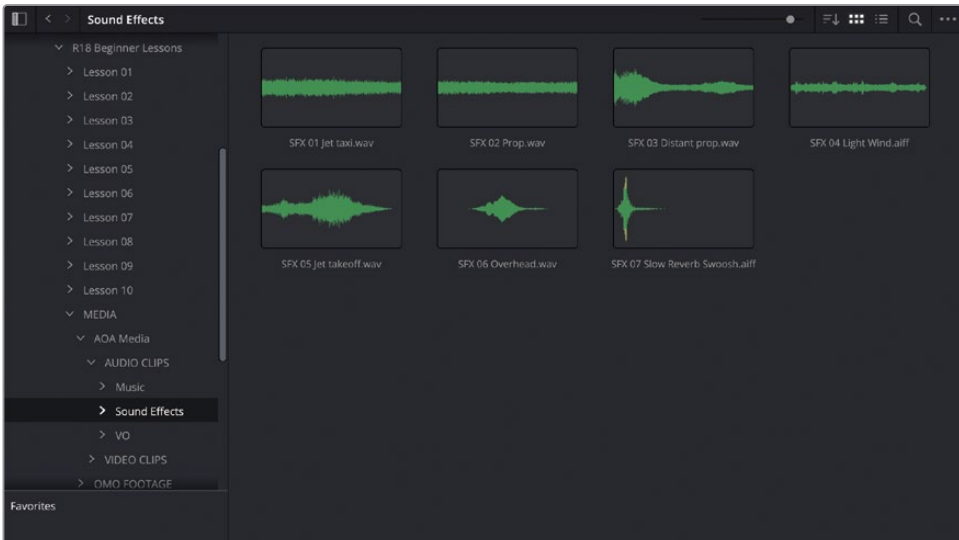 Sound Effects
R18 Beginner Lessons
Lesson 01
Lesson 02
Lesson 03
Lesson 04
Lesson 05
Lesson 06
Lesson 07
Lesson 08
Lesson 09
Lesson 10
MEDIA
AOA Media
AUDIO CLIPS
Music
Sound Effects
VO
VIDEO CLIPS
OMO FOOTAGE
Favorites
SFX 01 Jet taxi.wav
SFX 02 Prop.wav
SFX 03 Distant prop.wav
SFX 04 Light Wind.aiff
SFX 05 Jet takeoff.wav
SFX 06 Overhead.wav
SFX 07 Slow Reverb Swoosh.aiff